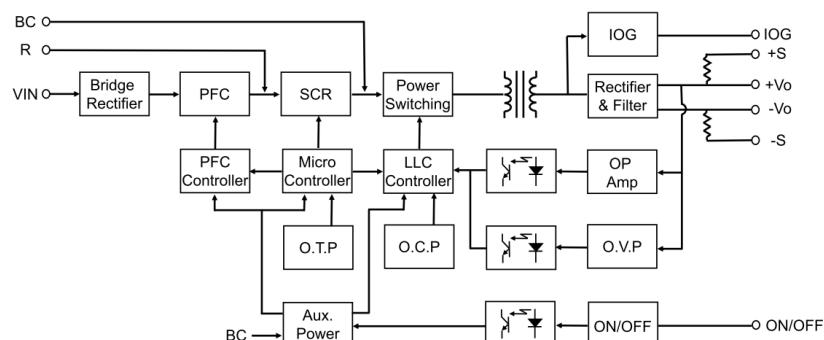 BC
IOG
IOG
R
+S
VIN
Bridge
Rectifier
PFC
SCR
Power
Switching
Rectifier
& Filter
+Vo
-Vo
-S
PFC
Controller
Micro
Controller
LLC
Controller
OP
Amp
O.T.P
O.C.P
O.V.P
BC
Aux.
Power
ON/OFF
ON/OFF